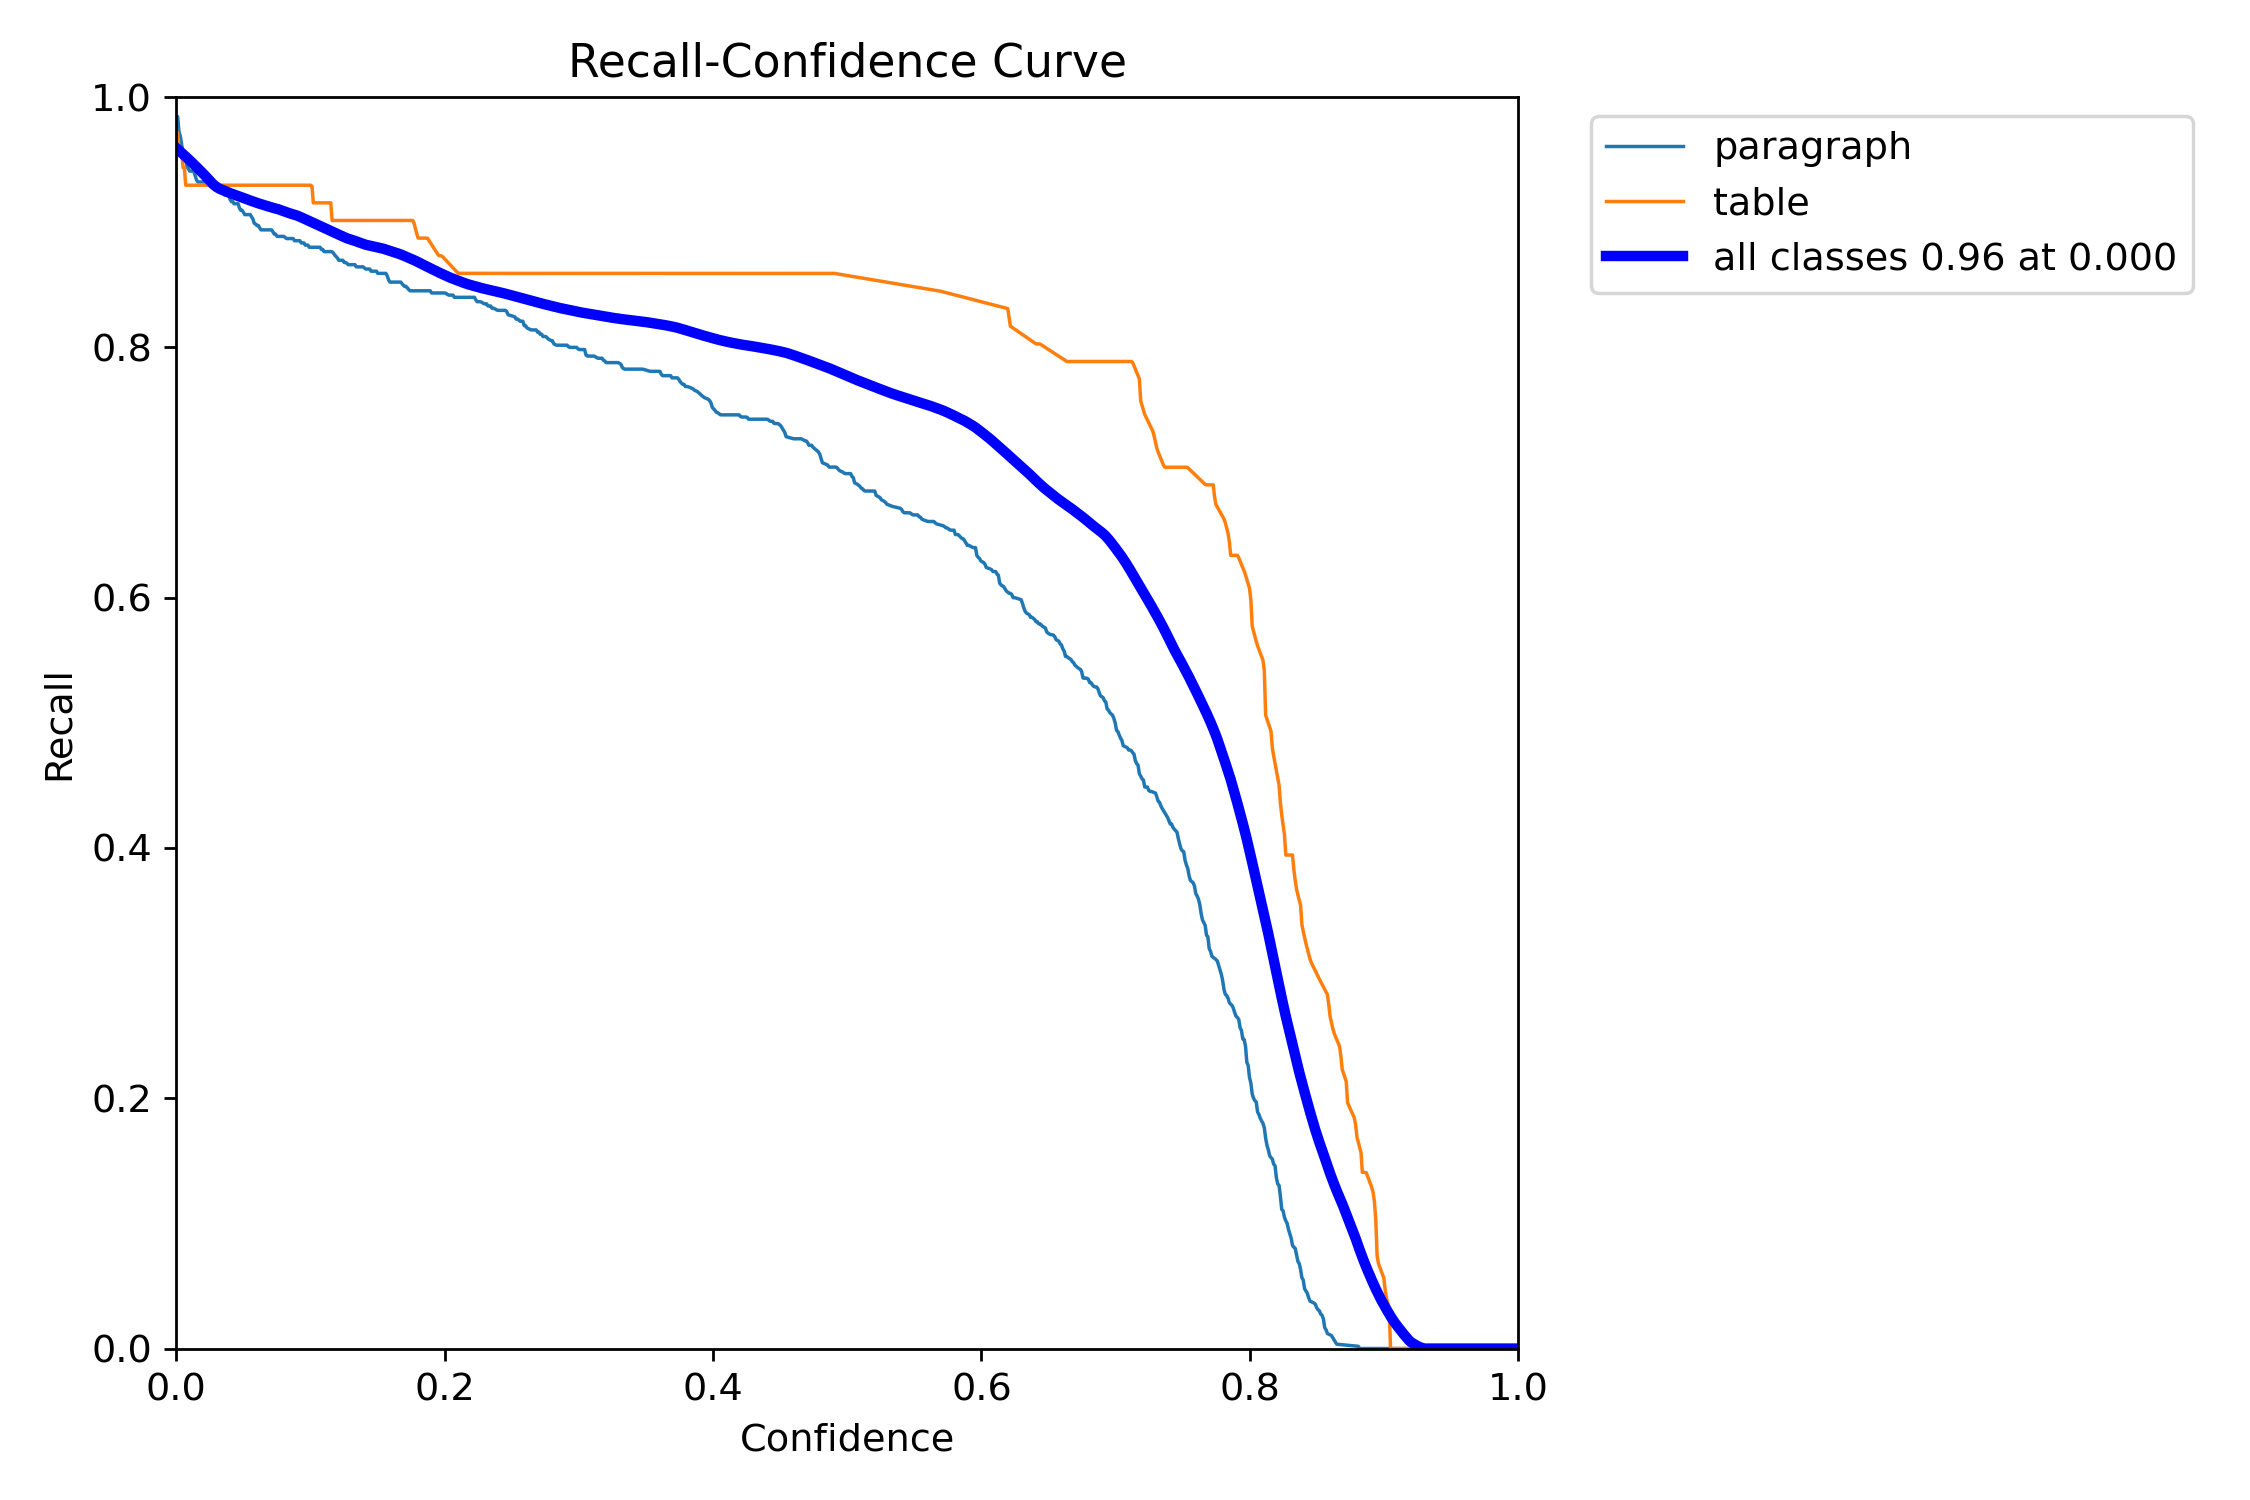 Recall-Confidence Curve
1.0
0.8
0.6
0.4
0.2
0.0
Recall
0.0 0.2 0.4 0.6 0.8 1.0
Confidence
paragraph
table
all classes 0.96 at 0.000